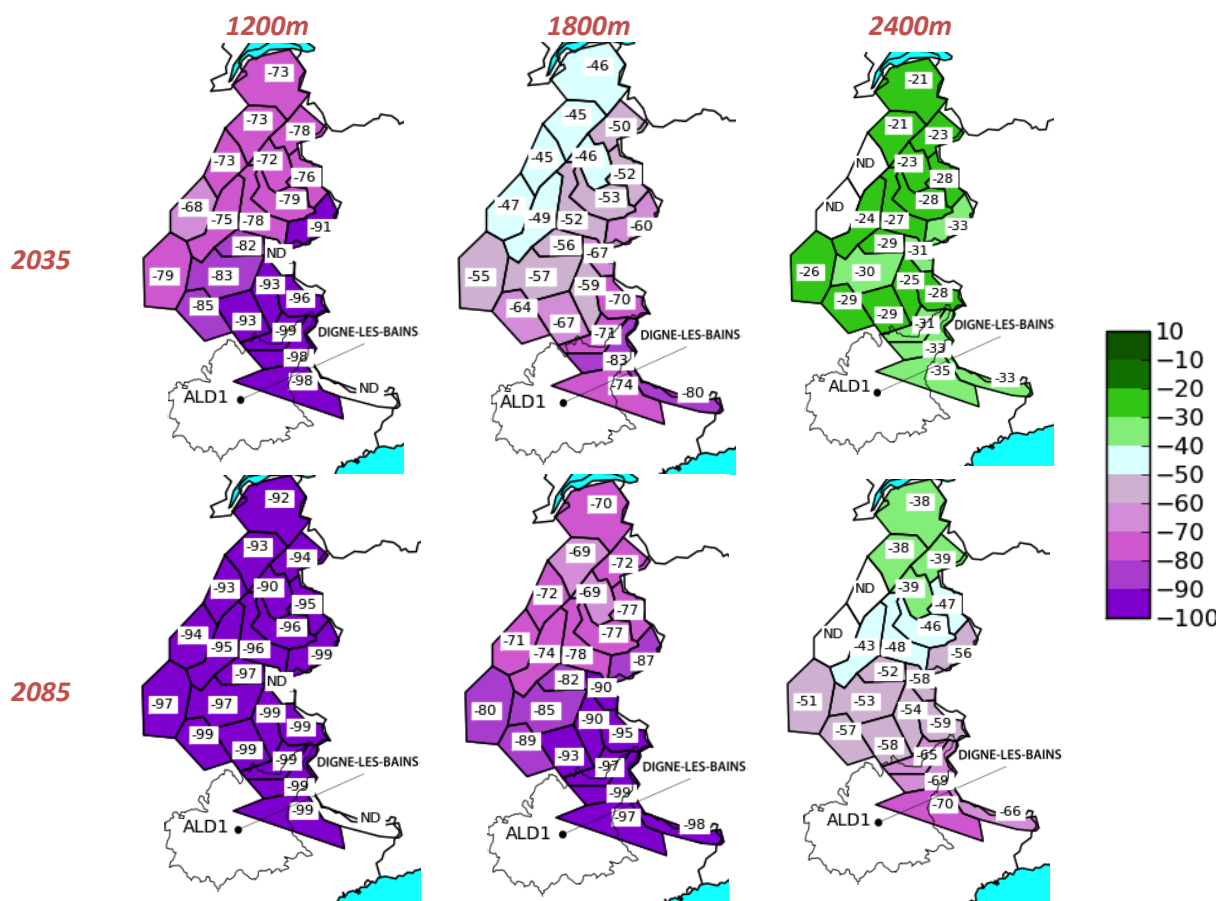 1200m 1800m 2400m
2035
-73
-73 -78
-73 -72 -76
-68 -75 -78 -79 -91
-82 ND
-79 -83 -93 -96
-85 -93 -99
DIGNE-LES-BAINS
-98
-98 ND
ALD1
-46
-45 -50
-45 -46 -52
-47 -49 -52 -53 -60
-56 -67
-55 -57 -59 -70
-64 -67 -71
DIGNE-LES-BAINS
-83
-74 -80
ALD1
-21
-21 -23
ND -23 -28
ND -24 -27 -28 -33
-29 -31
-26 -30 -25 -28
-29 -29 -31
DIGNE-LES-BAINS
-33
-35 -33
ALD1
2085
-92
-93 -94
-93 -90 -95
-94 -95 -96 -96 -99
-97 ND
-97 -97 -99 -99
-99 -99 -99
DIGNE-LES-BAINS
-99
-99 ND
ALD1
-70
-69 -72
-72 -69 -77
-71 -74 -78 -77 -87
-82 -90
-80 -85 -90 -95
-89 -93 -97
DIGNE-LES-BAINS
-99
-97 -98
ALD1
-38
-38 -39
ND -39 -47
ND -43 -48 -46 -56
-52 -58
-51 -53 -54 -59
-57 -58 -65
DIGNE-LES-BAINS
-69
-70 -66
ALD1
10
−10
−20
−30
−40
−50
−60
−70
−80
−90
−100